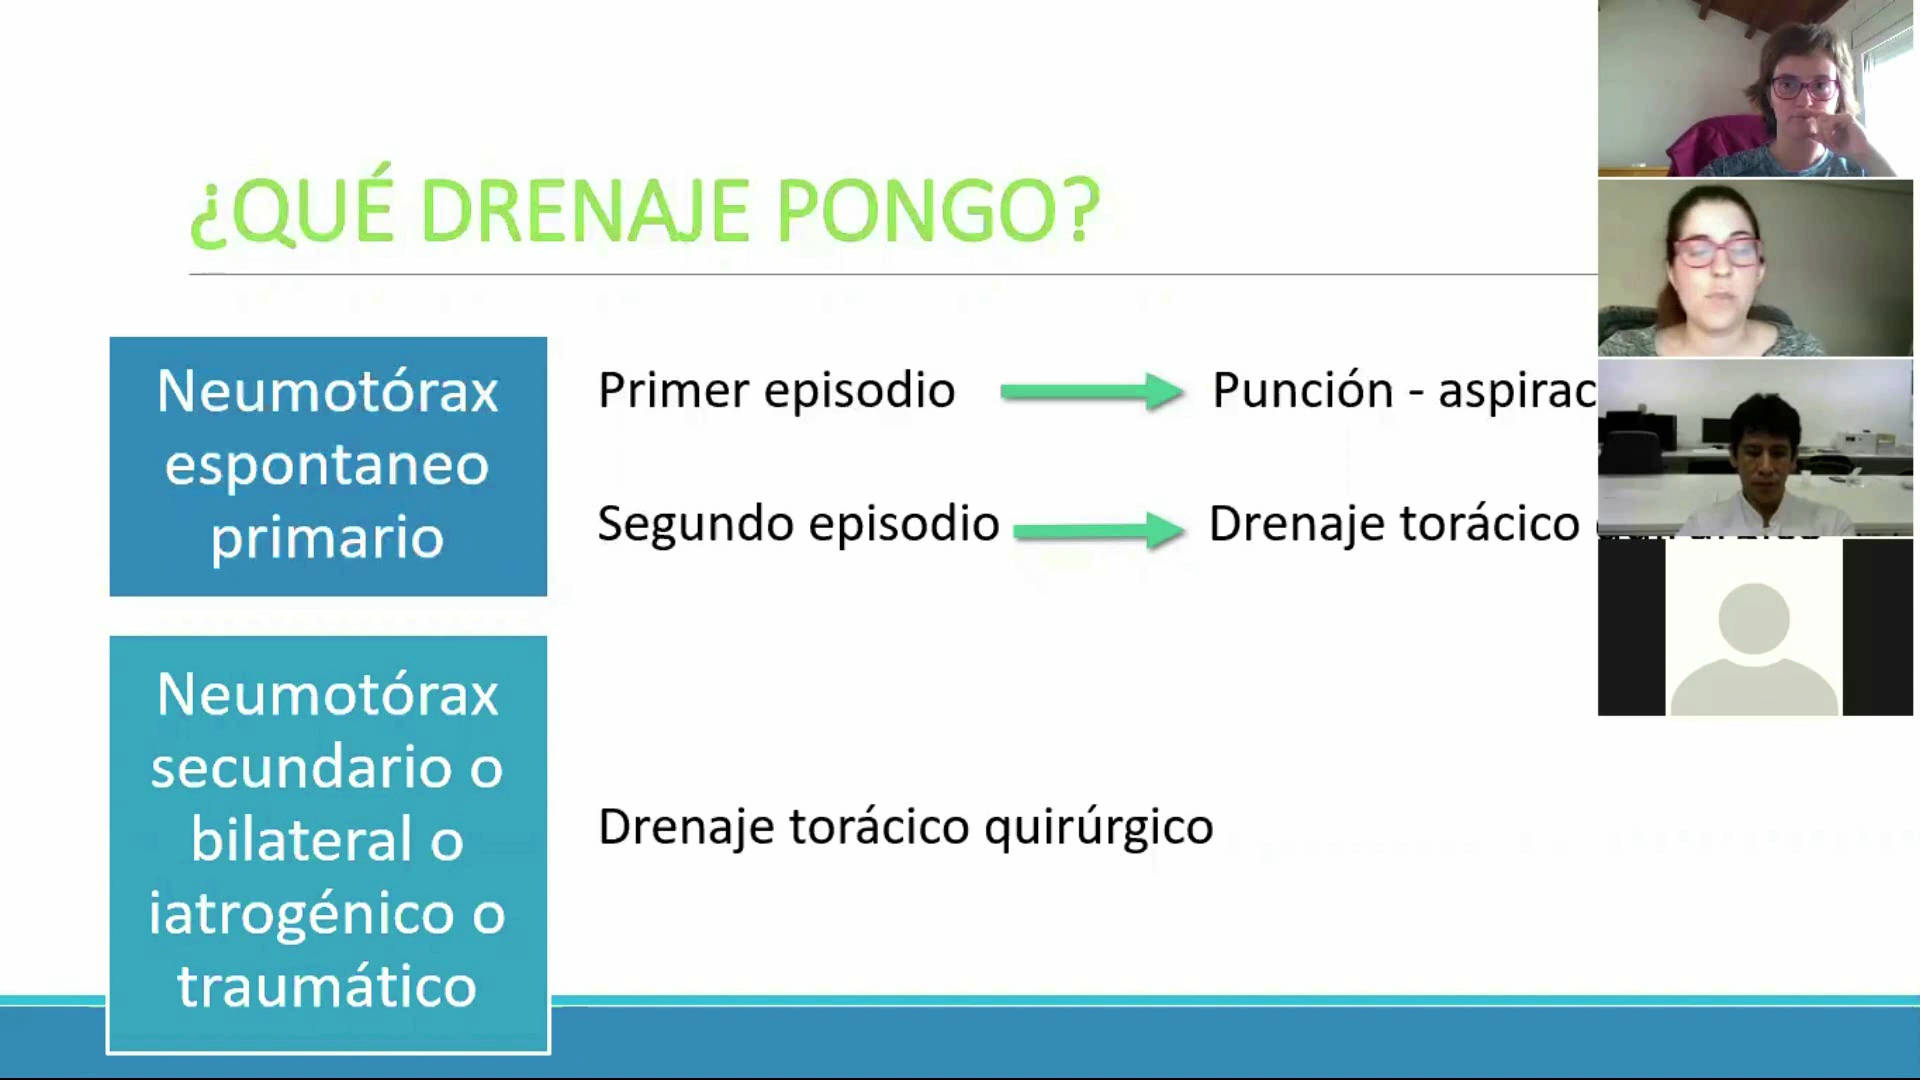 ¿QUÉ DRENAJE PONGO?
Neumotórax
espontaneo
primario
Primer episodio
Punción - aspirac
Segundo episodio
Drenaje torácico
Neumotórax
secundario o
bilateral o
iatrogénico o
traumático
Drenaje torácico quirúrgico